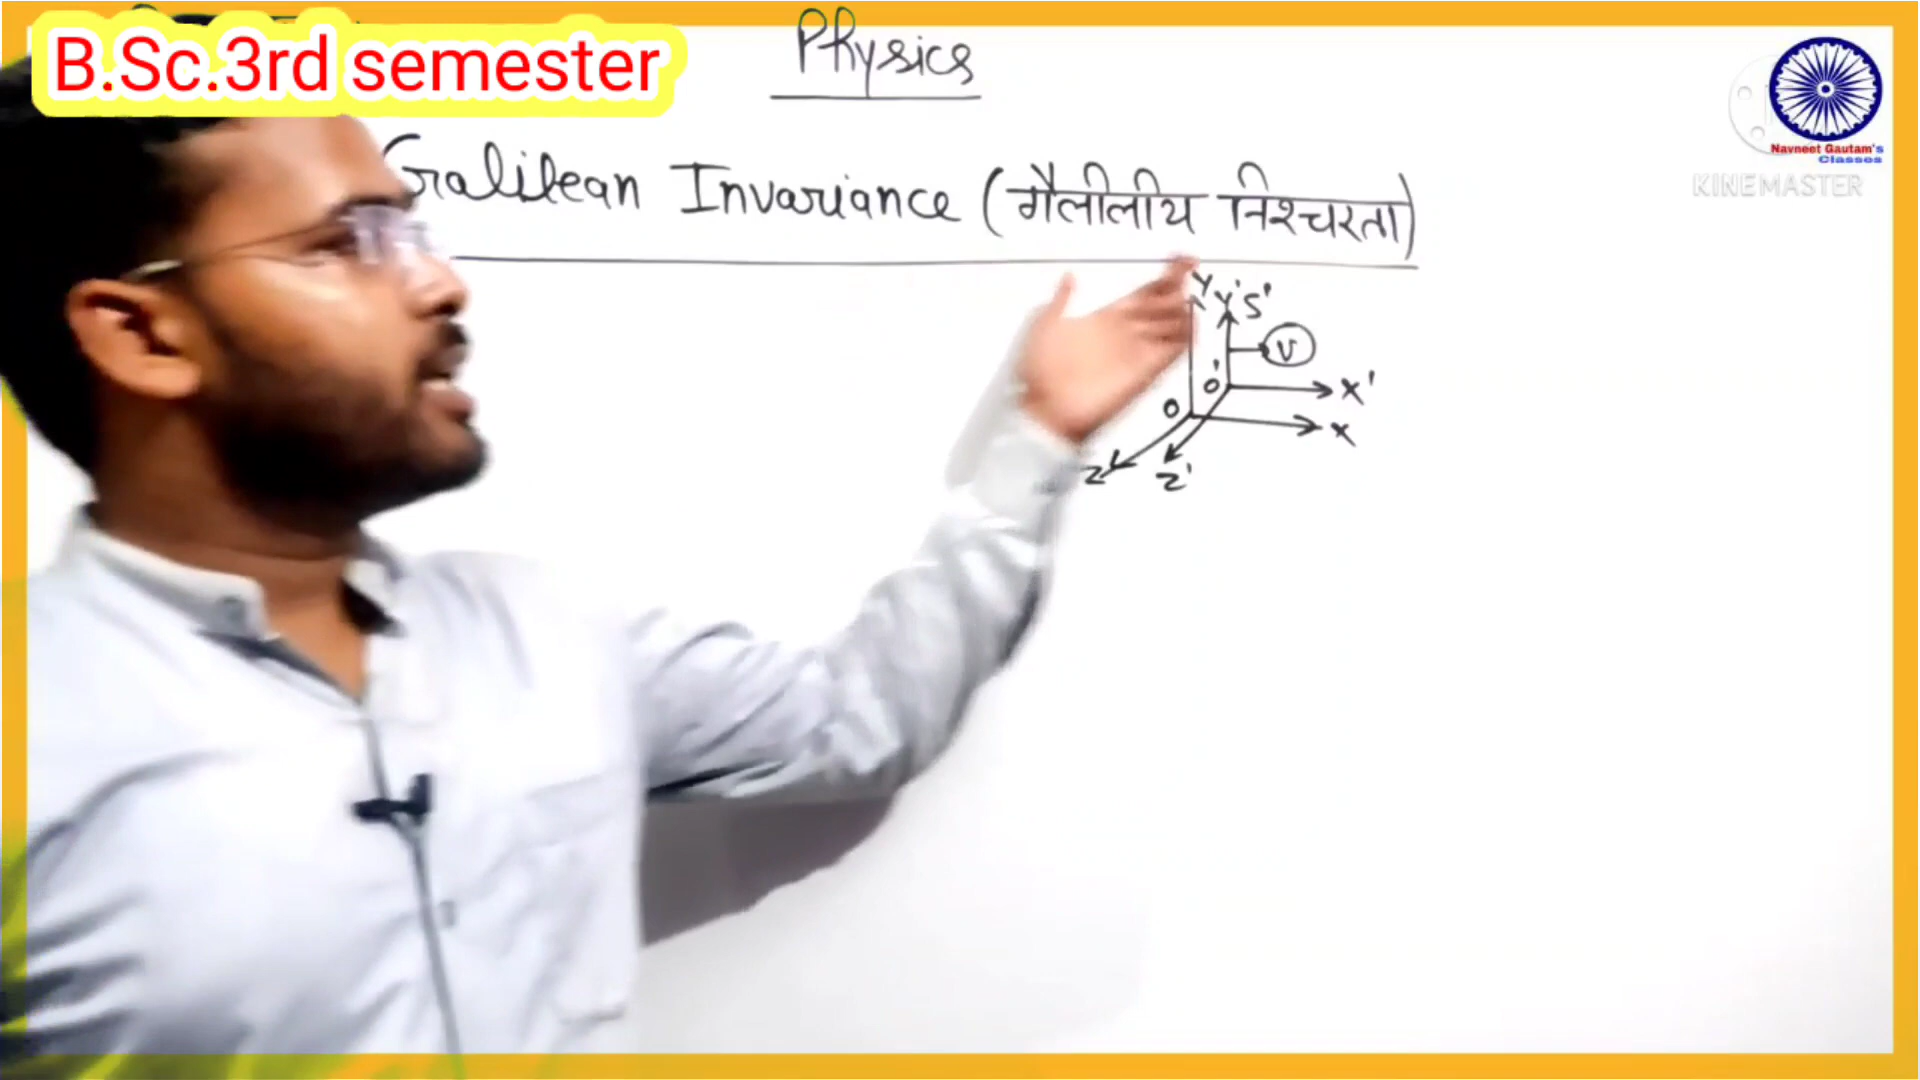 B.Sc.3rd semester
Physics
Galilean Invariance (गैलीलीय निश्चरता)
Navneet Gautam's
Classes
KINEMASTER
Y
Y' S'
V
O' X'
O X
Z Z'